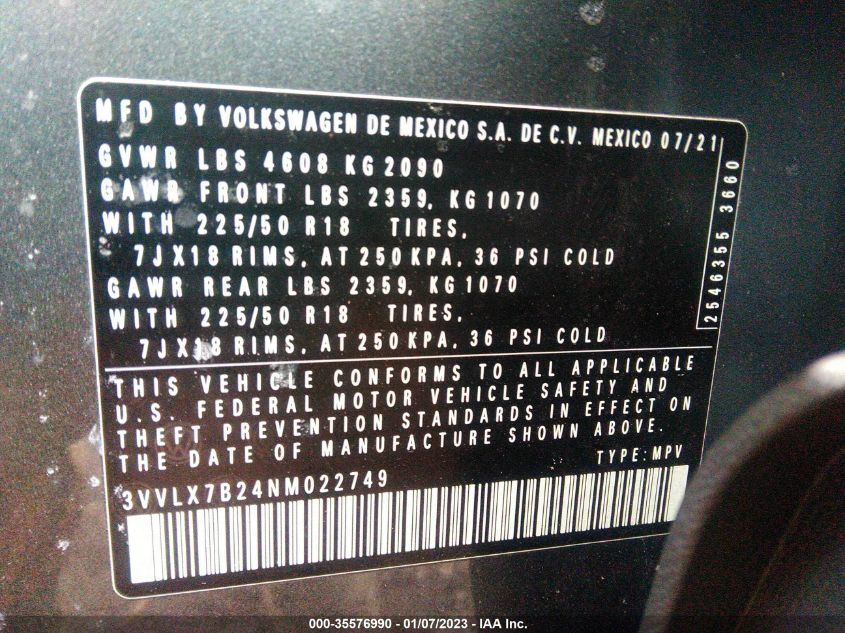 MFD BY VOLKSWAGEN DE MEXICO S.A. DE C.V. MEXICO 07/21
GVWR LBS 4608 KG 2090
GAWR FRONT LBS 2359, KG 1070
WITH 225/50 R18 TIRES,
7JX18 RIMS, AT 250 KPA, 36 PSI COLD
GAWR REAR LBS 2359, KG 1070
WITH 225/50 R18 TIRES,
7JX18 RIMS, AT 250 KPA, 36 PSI COLD
2546355 3660
THIS VEHICLE CONFORMS TO ALL APPLICABLE
U.S. FEDERAL MOTOR VEHICLE SAFETY AND
THEFT PREVENTION STANDARDS IN EFFECT ON
THE DATE OF MANUFACTURE SHOWN ABOVE.
TYPE: MPV
3VVLX7B24NM022749
000-35576990 - 01/07/2023 - IAA Inc.